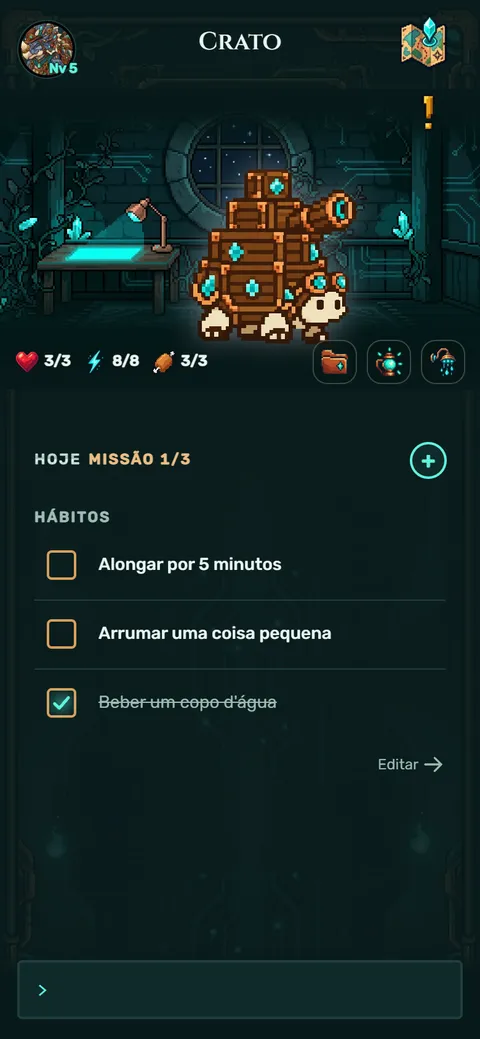 Crato
Nv 5
!
3/3 8/8 3/3
HOJE MISSÃO 1/3
HÁBITOS
Alongar por 5 minutos
Arrumar uma coisa pequena
Beber um copo d'água
Editar →
>